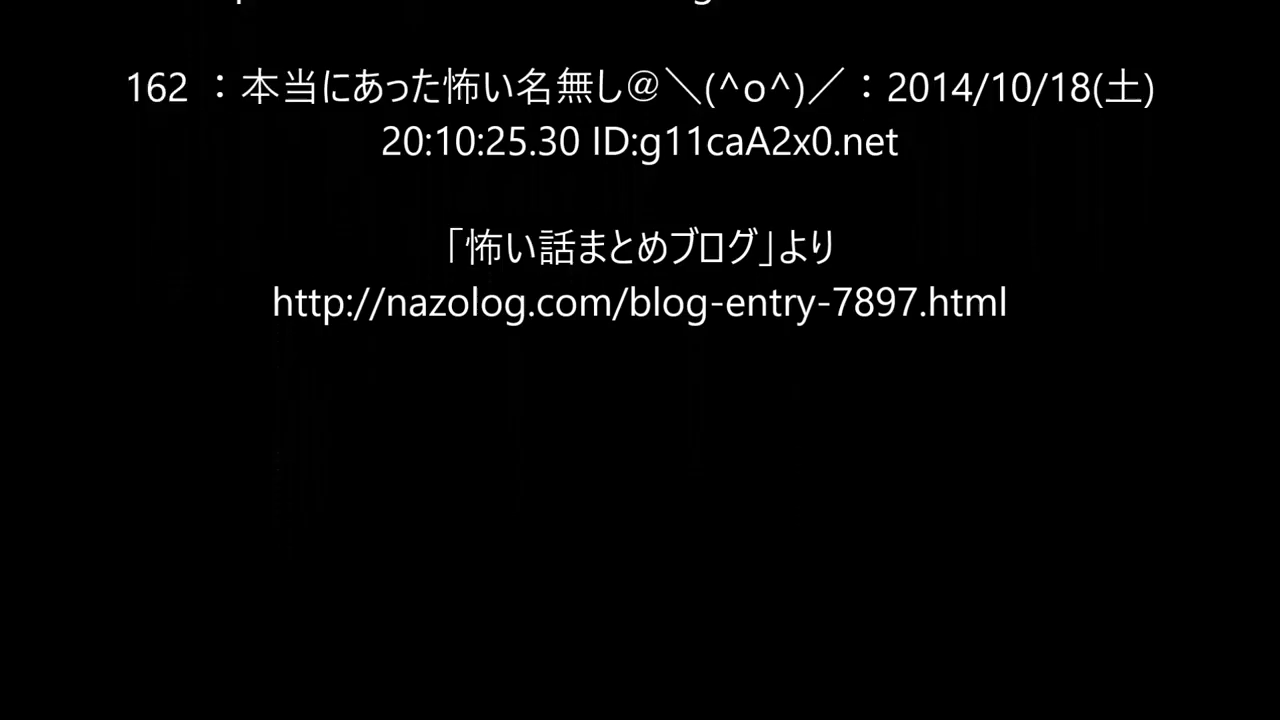 162 ：本当にあった怖い名無し＠＼(^o^)／：2014/10/18(土)
20:10:25.30 ID:g11caA2x0.net
「怖い話まとめブログ」より
http://nazolog.com/blog-entry-7897.html